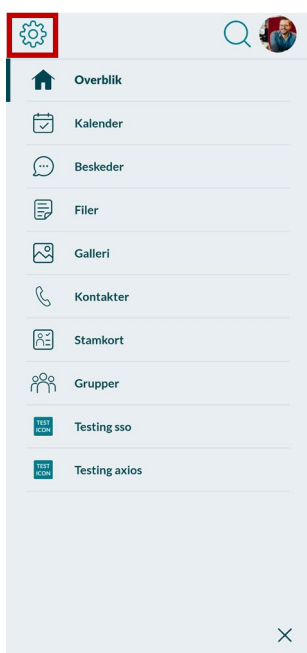 Overblik
Kalender
Beskeder
Filer
Galleri
Kontakter
Stamkort
Grupper
TEST
ICON
Testing sso
TEST
ICON
Testing axios